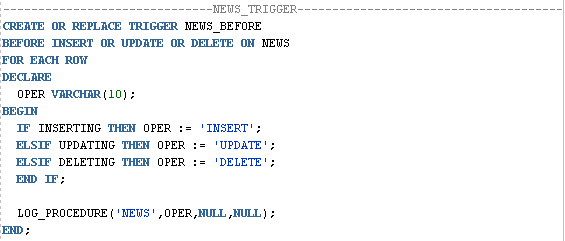 --------------------------NEWS_TRIGGER--------------------------------
CREATE OR REPLACE TRIGGER NEWS_BEFORE
BEFORE INSERT OR UPDATE OR DELETE ON NEWS
FOR EACH ROW
DECLARE
  OPER VARCHAR(10);
BEGIN
  IF INSERTING THEN OPER := 'INSERT';
  ELSIF UPDATING THEN OPER := 'UPDATE';
  ELSIF DELETING THEN OPER := 'DELETE';
  END IF;
  LOG_PROCEDURE('NEWS',OPER,NULL,NULL);
END;